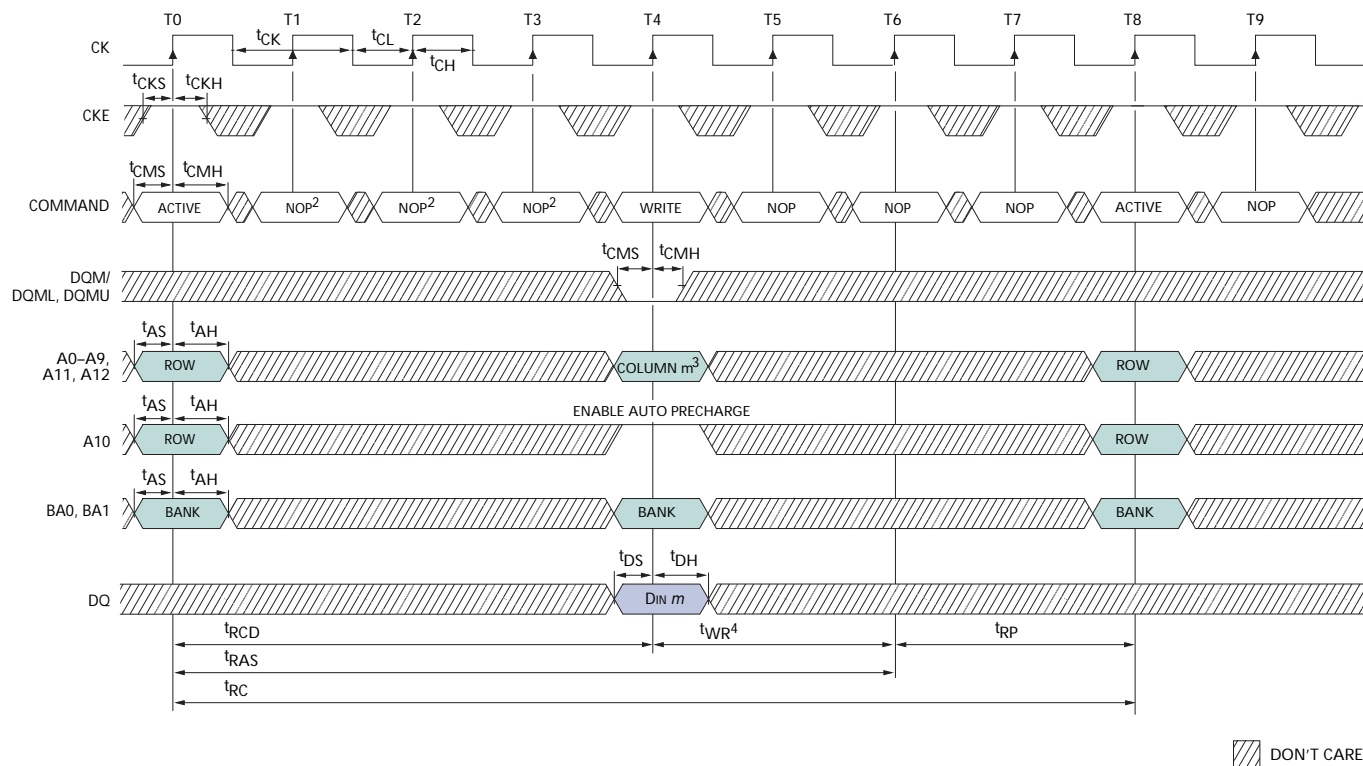 T0 T1 T2 T3 T4 T5 T6 T7 T8 T9
CK
tCK tCL
tCH
tCKS tCKH
CKE
tCMS tCMH
COMMAND ACTIVE NOP2 NOP2 NOP2 WRITE NOP NOP NOP ACTIVE NOP
tCMS tCMH
DQM/
DQML, DQMU
tAS tAH
A0–A9,
A11, A12
ROW COLUMN m3 ROW
tAS tAH
ENABLE AUTO PRECHARGE
A10 ROW ROW
tAS tAH
BA0, BA1 BANK BANK BANK
tDS tDH
DQ DIN m
tRCD tWR4 tRP
tRAS
tRC
DON'T CARE